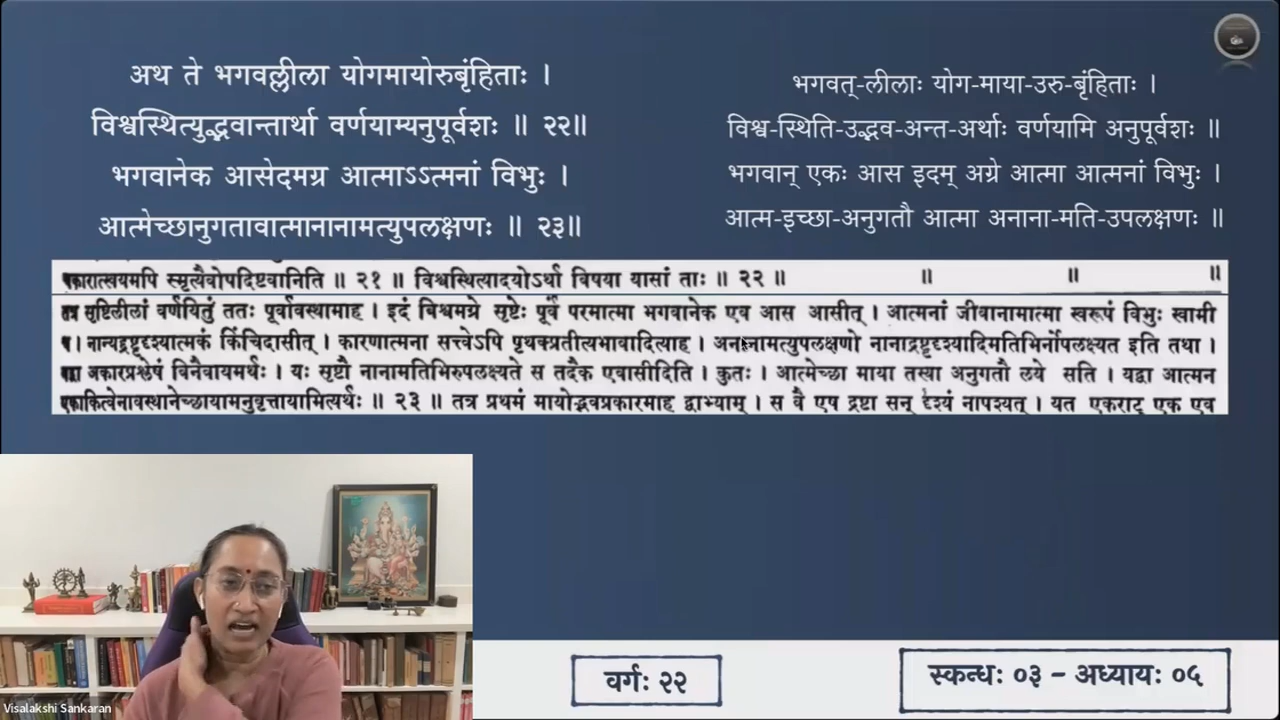 अथ ते भगवल्लीला योगमायोरुबृंहिताः ।
विश्वस्थित्युद्भवान्तार्था वर्णयाम्यनुपूर्वशः ॥ २२॥
भगवानेक आसेदमग्र आत्माऽऽत्मनां विभुः ।
आत्मेच्छानुगतावात्मानानामत्युपलक्षणः ॥ २३॥
भगवत्-लीलाः योग-माया-उरु-बृंहिताः ।
विश्व-स्थिति-उद्भव-अन्त-अर्थाः वर्णयामि अनुपूर्वशः ॥
भगवान् एकः आस इदम् अग्रे आत्मा आत्मनां विभुः ।
आत्म-इच्छा-अनुगतौ आत्मा अनाना-मति-उपलक्षणः ॥
स्मृत्यैवोपदिष्टवानिति ॥ २१ ॥ विश्वस्थित्यादयोऽर्था विषया यासां ताः ॥ २२ ॥ ॥ ॥ ॥
सृष्टिलीलां वर्णयितुं ततः पूर्वावस्थामाह । इदं विश्वमग्रे सृष्टेः पूर्वं परमात्मा भगवानेक एव आस आसीत् । आत्मनां जीवानामात्मा स्वरूपं विभुः स्वामी
। नान्यद्रष्टृदृश्यात्मकं किंचिदासीत् । कारणात्मना सत्त्वेऽपि पृथक्प्रतीत्यभावादित्याह । अनानामत्युपलक्षणो नानाद्रष्टृदृश्यादिमतिभिर्नोपलक्ष्यत इति तथा ।
अकारप्रश्लेषं विनैवायमर्थः । यः सृष्टौ नानामतिभिरुपलक्ष्यते स तदैक एवासीदिति । कुतः । आत्मेच्छा माया तस्या अनुगतौ लये सति । यद्वा आत्मन
एकाकित्वेनावस्थानेच्छायामनुवृत्तायामित्यर्थः ॥ २३ ॥ तत्र प्रथमं मायोद्भवप्रकारमाह द्वाभ्याम् । स वै एष द्रष्टा सन् दृश्यं नापश्यत् । यत एकराट् एक एव
Visalakshi Sankaran
वर्गः २२
स्कन्धः ०३ - अध्यायः ०५